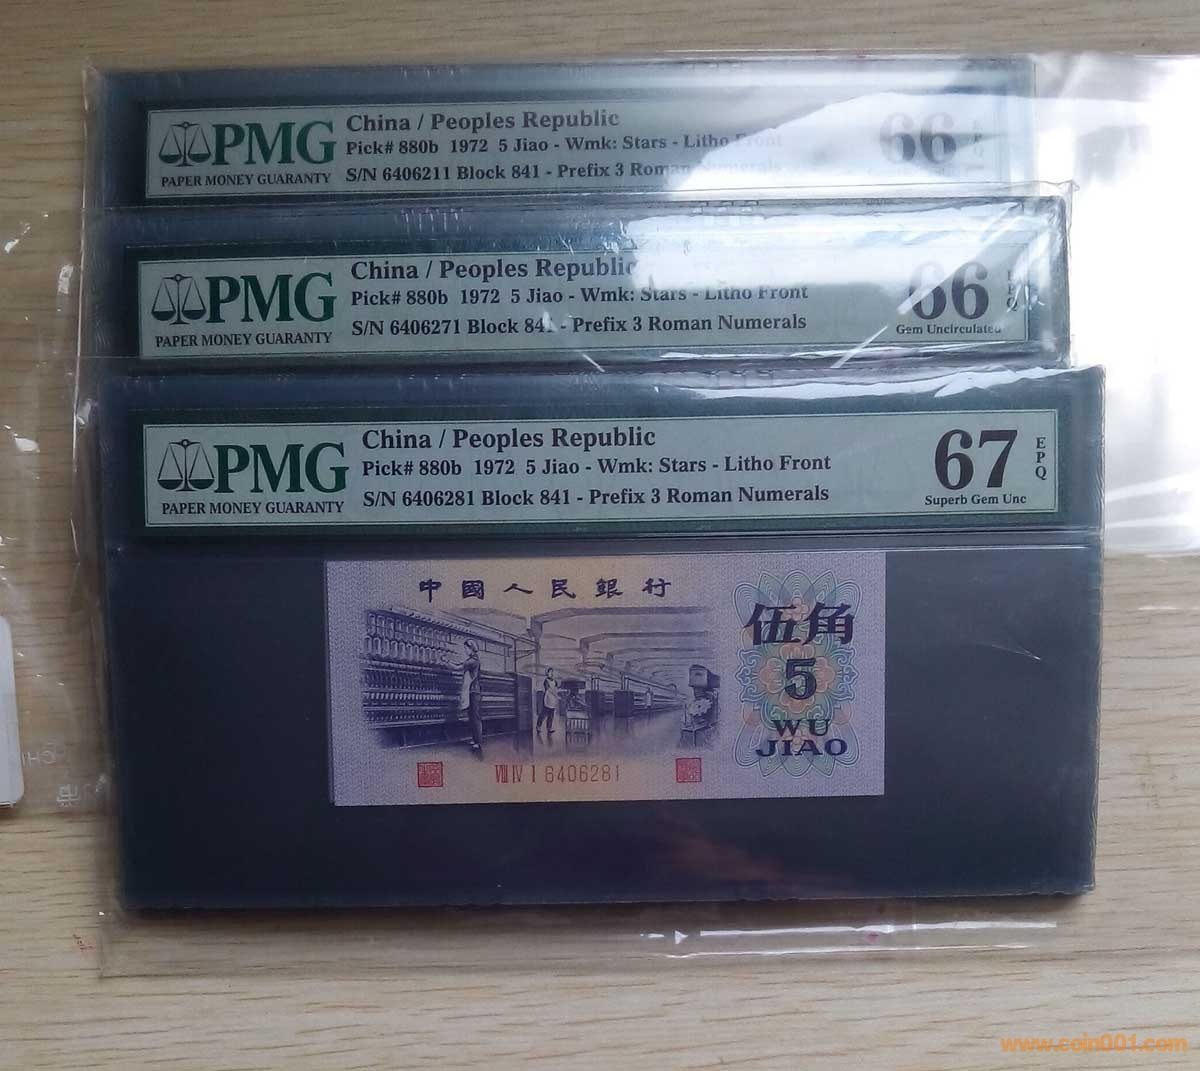 PMG
PAPER MONEY GUARANTY
China / Peoples Republic
Pick# 880b 1972 5 Jiao - Wmk: Stars - Litho Front
S/N 6406211 Block 841 - Prefix 3 Roman Numerals
66
PMG
PAPER MONEY GUARANTY
China / Peoples Republic
Pick# 880b 1972 5 Jiao - Wmk: Stars - Litho Front
S/N 6406271 Block 841 - Prefix 3 Roman Numerals
66
Gem Uncirculated
EPQ
PMG
PAPER MONEY GUARANTY
China / Peoples Republic
Pick# 880b 1972 5 Jiao - Wmk: Stars - Litho Front
S/N 6406281 Block 841 - Prefix 3 Roman Numerals
67
Superb Gem Unc
EPQ
中國人民銀行
伍角
5
WU
JIAO
VIII IV I 6406281
www.coin001.com